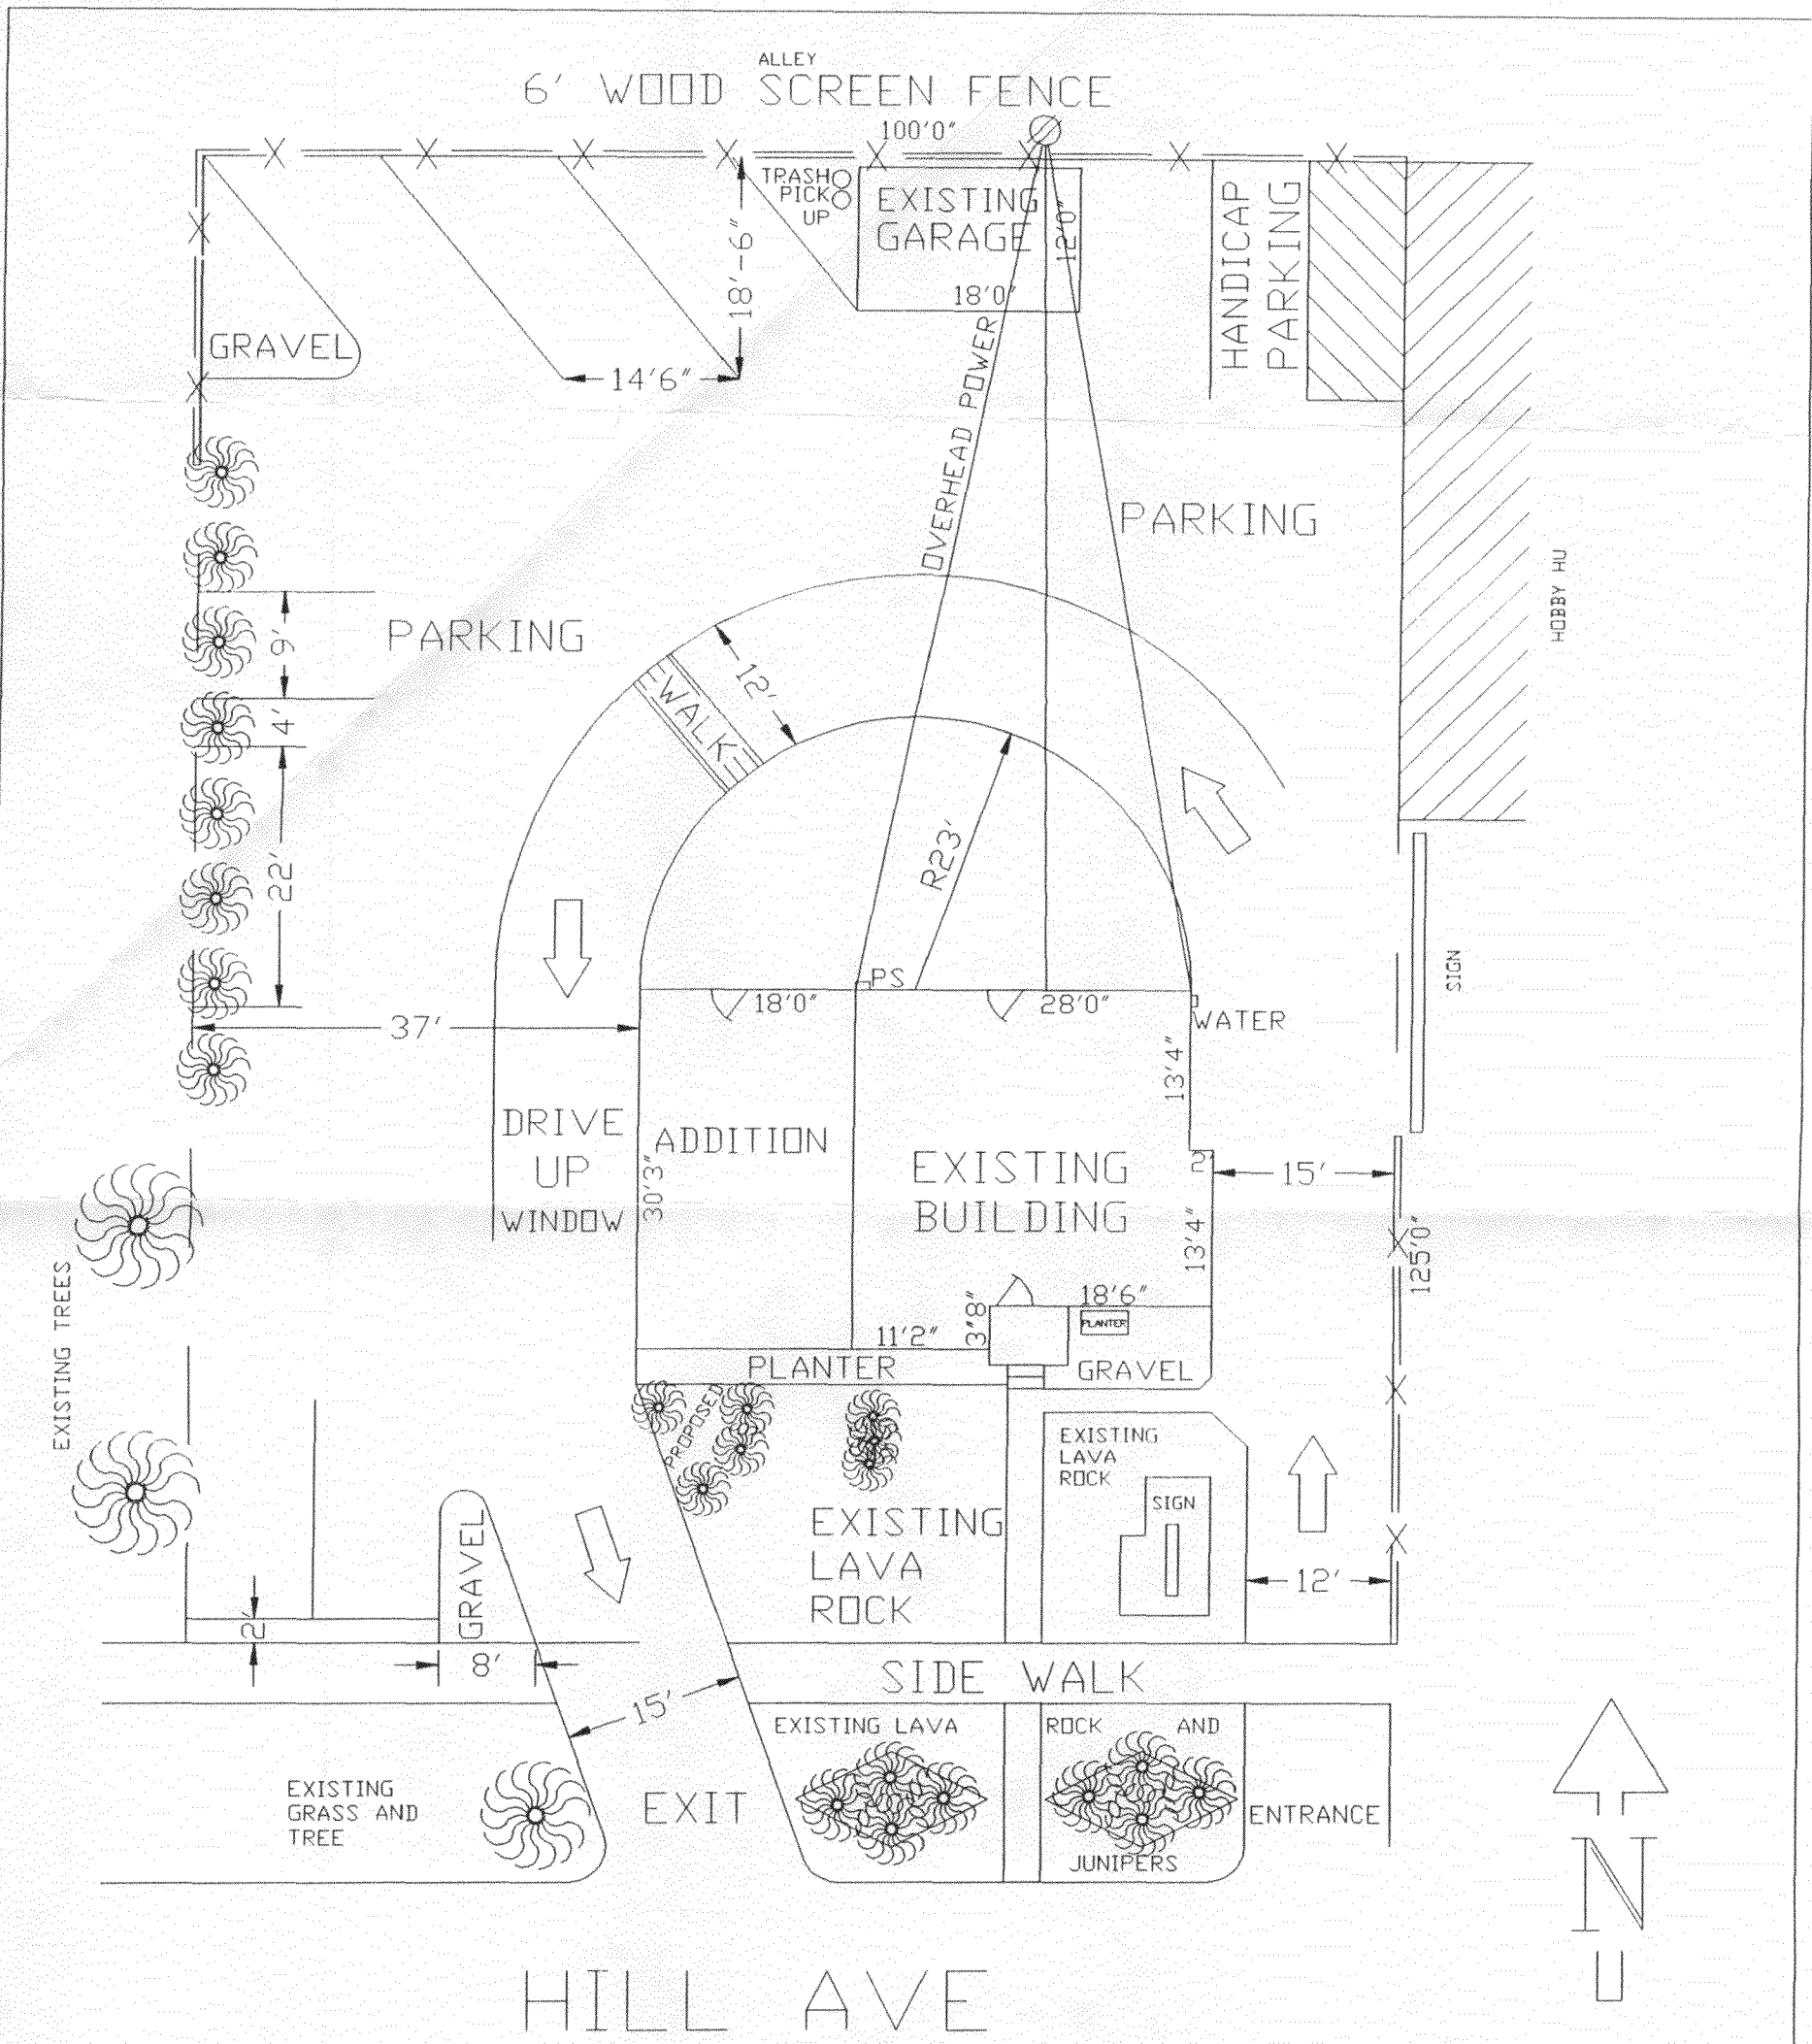 ALLEY
6' WOOD SCREEN FENCE
100'0"
TRASH
PICK
UP
EXISTING
GARAGE
12'0"
18'0"
18'-6"
14'6"
GRAVEL
HANDICAP
PARKING
OVERHEAD POWER
PARKING
HOBBY HU
PARKING
9'
4'
22'
12'
WALK
R23'
SIGN
PS
18'0"
28'0"
WATER
37'
13'4"
DRIVE
UP
WINDOW
ADDITION
30'3"
EXISTING
BUILDING
2'
15'
13'4"
125'0"
EXISTING TREES
18'6"
3"8"
11'2"
PLANTER
PLANTER
GRAVEL
PROPOSED
EXISTING
LAVA
ROCK
SIGN
EXISTING
LAVA
ROCK
GRAVEL
12'
2'
8'
SIDE WALK
15'
EXISTING LAVA
ROCK AND
EXISTING
GRASS AND
TREE
EXIT
ENTRANCE
JUNIPERS
N
HILL AVE